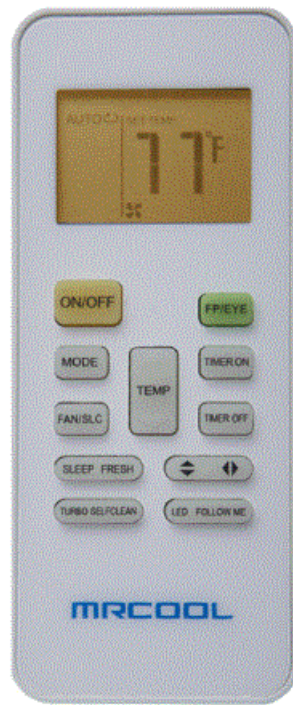 AUTO SET TEMP.
77°F
ON/OFF
FP/EYE
MODE
TEMP
TIMER ON
FAN/SLC
TIMER OFF
SLEEP FRESH
TURBO SELFCLEAN
LED FOLLOW ME
MRCOOL